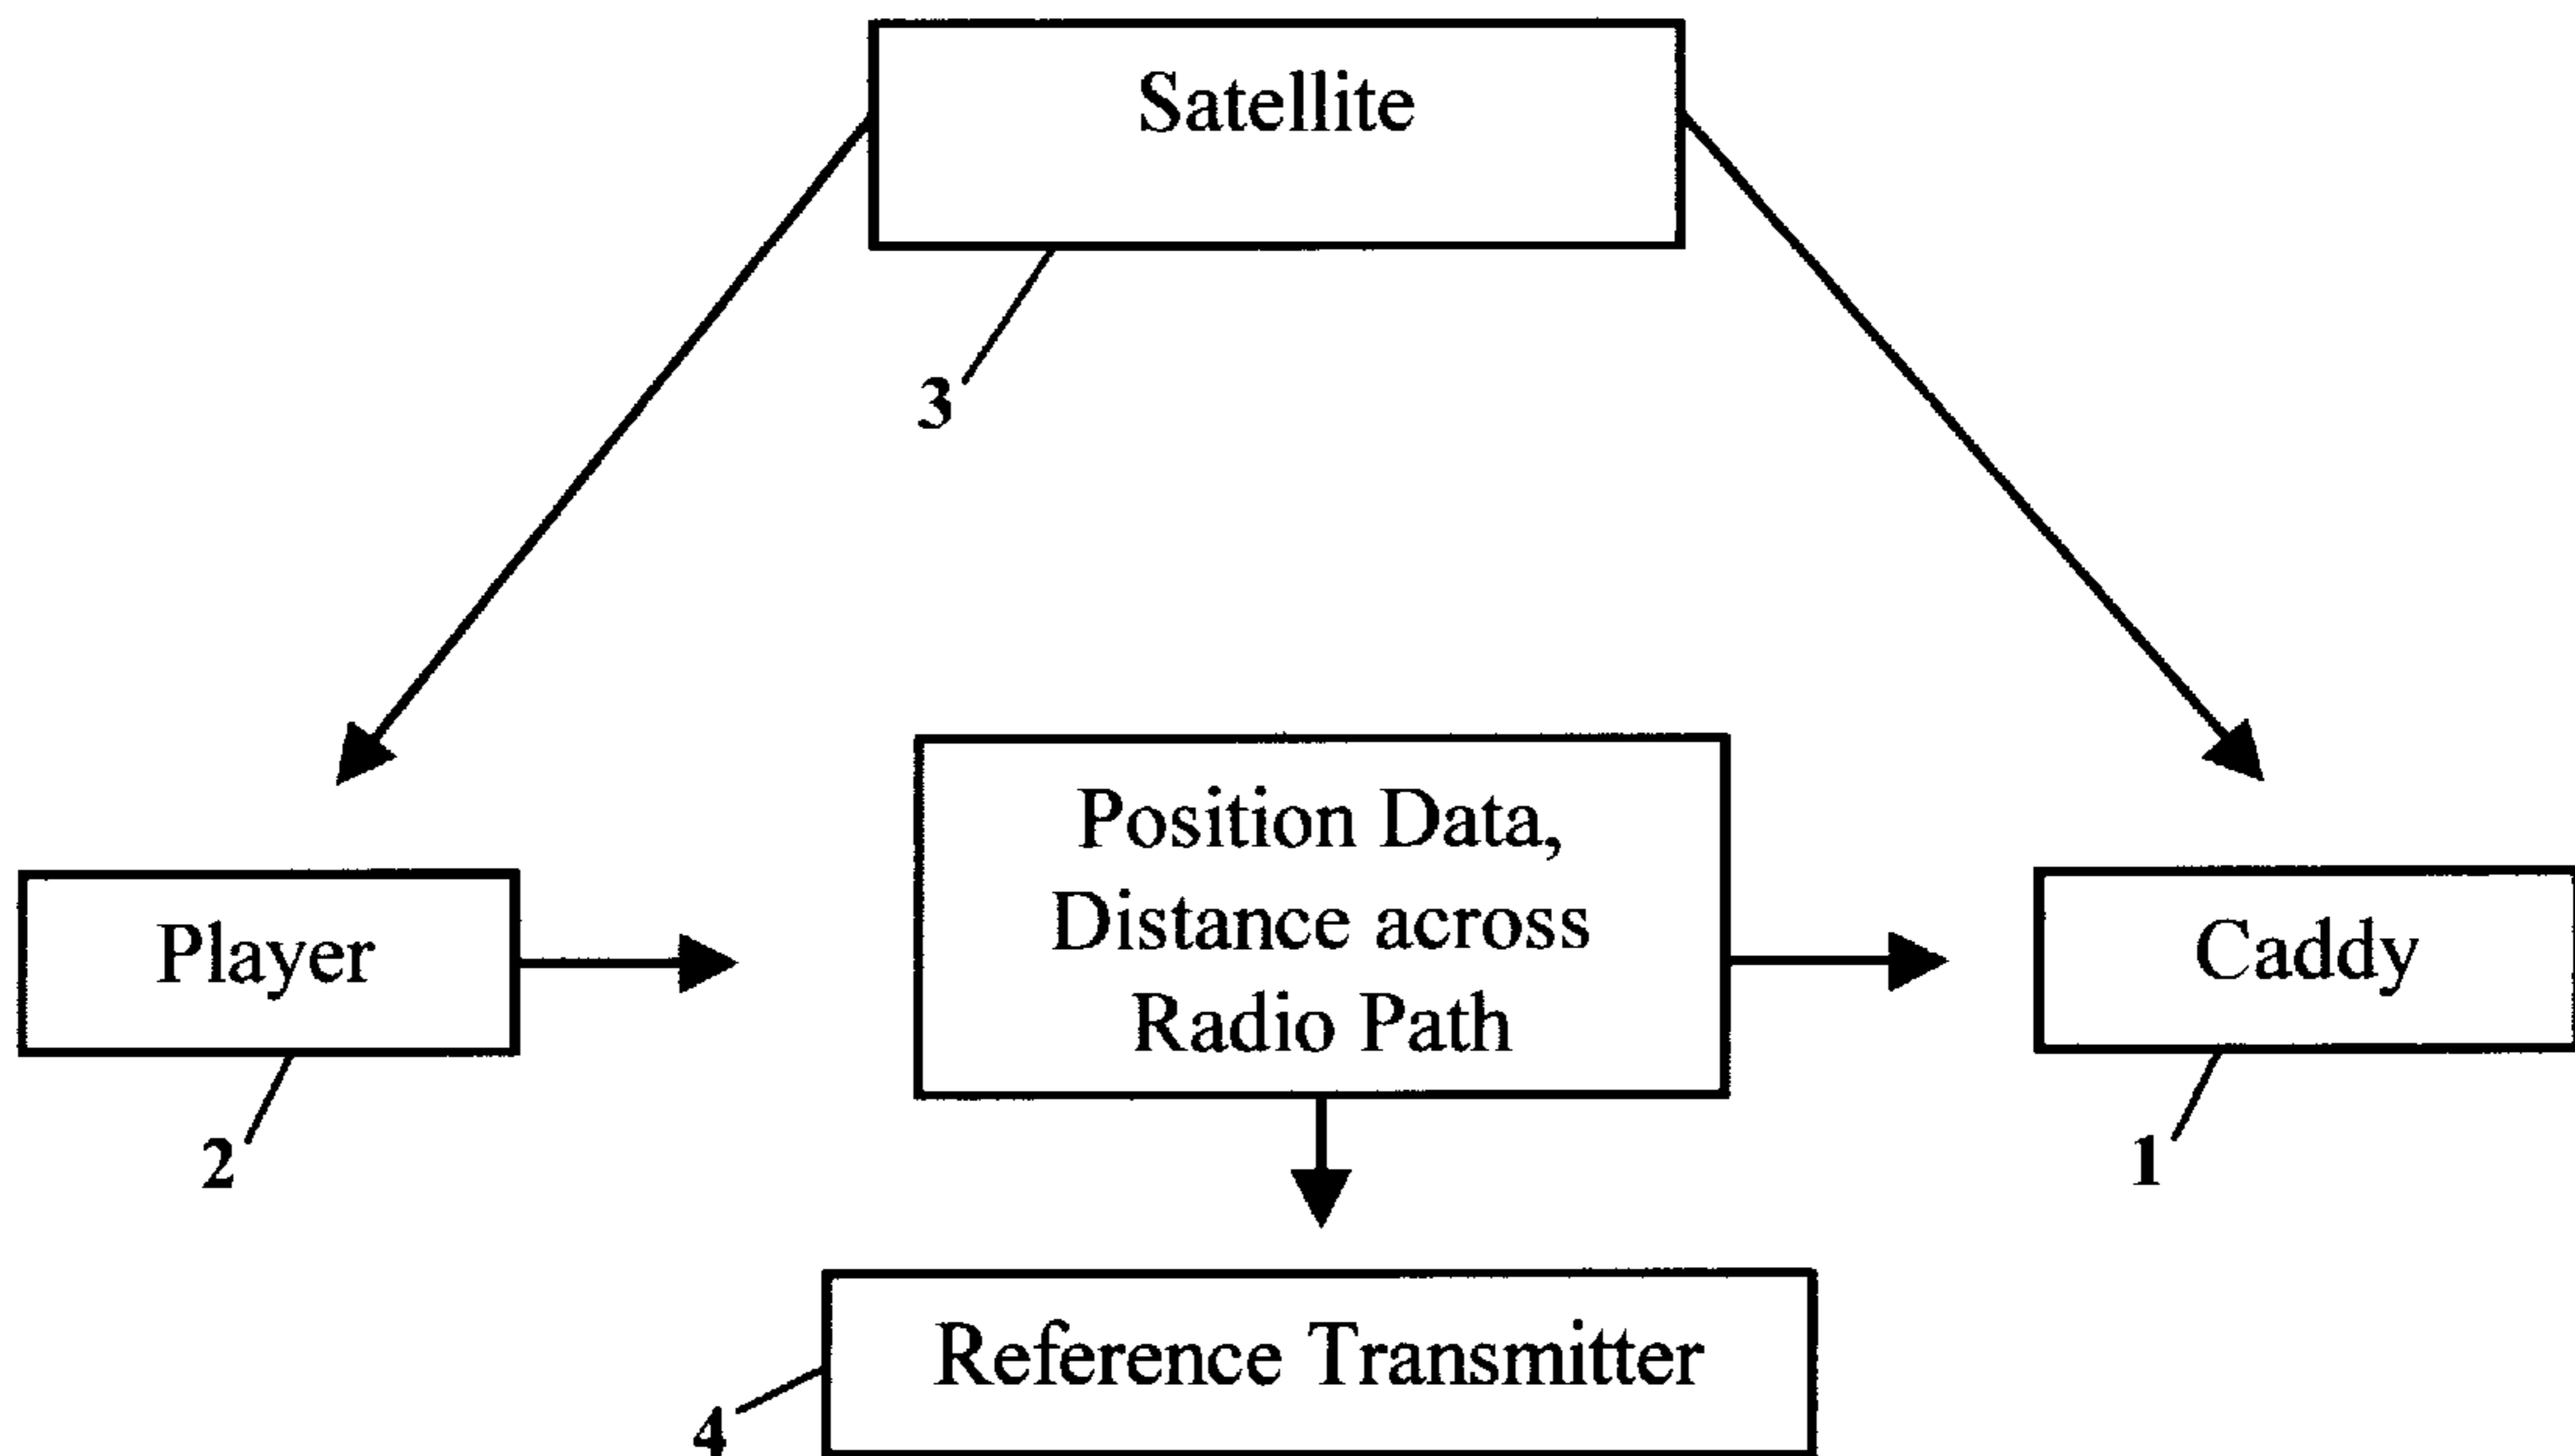 Satellite
3
Position Data,
Distance across
Radio Path
Player
Caddy
2
1
Reference Transmitter
4